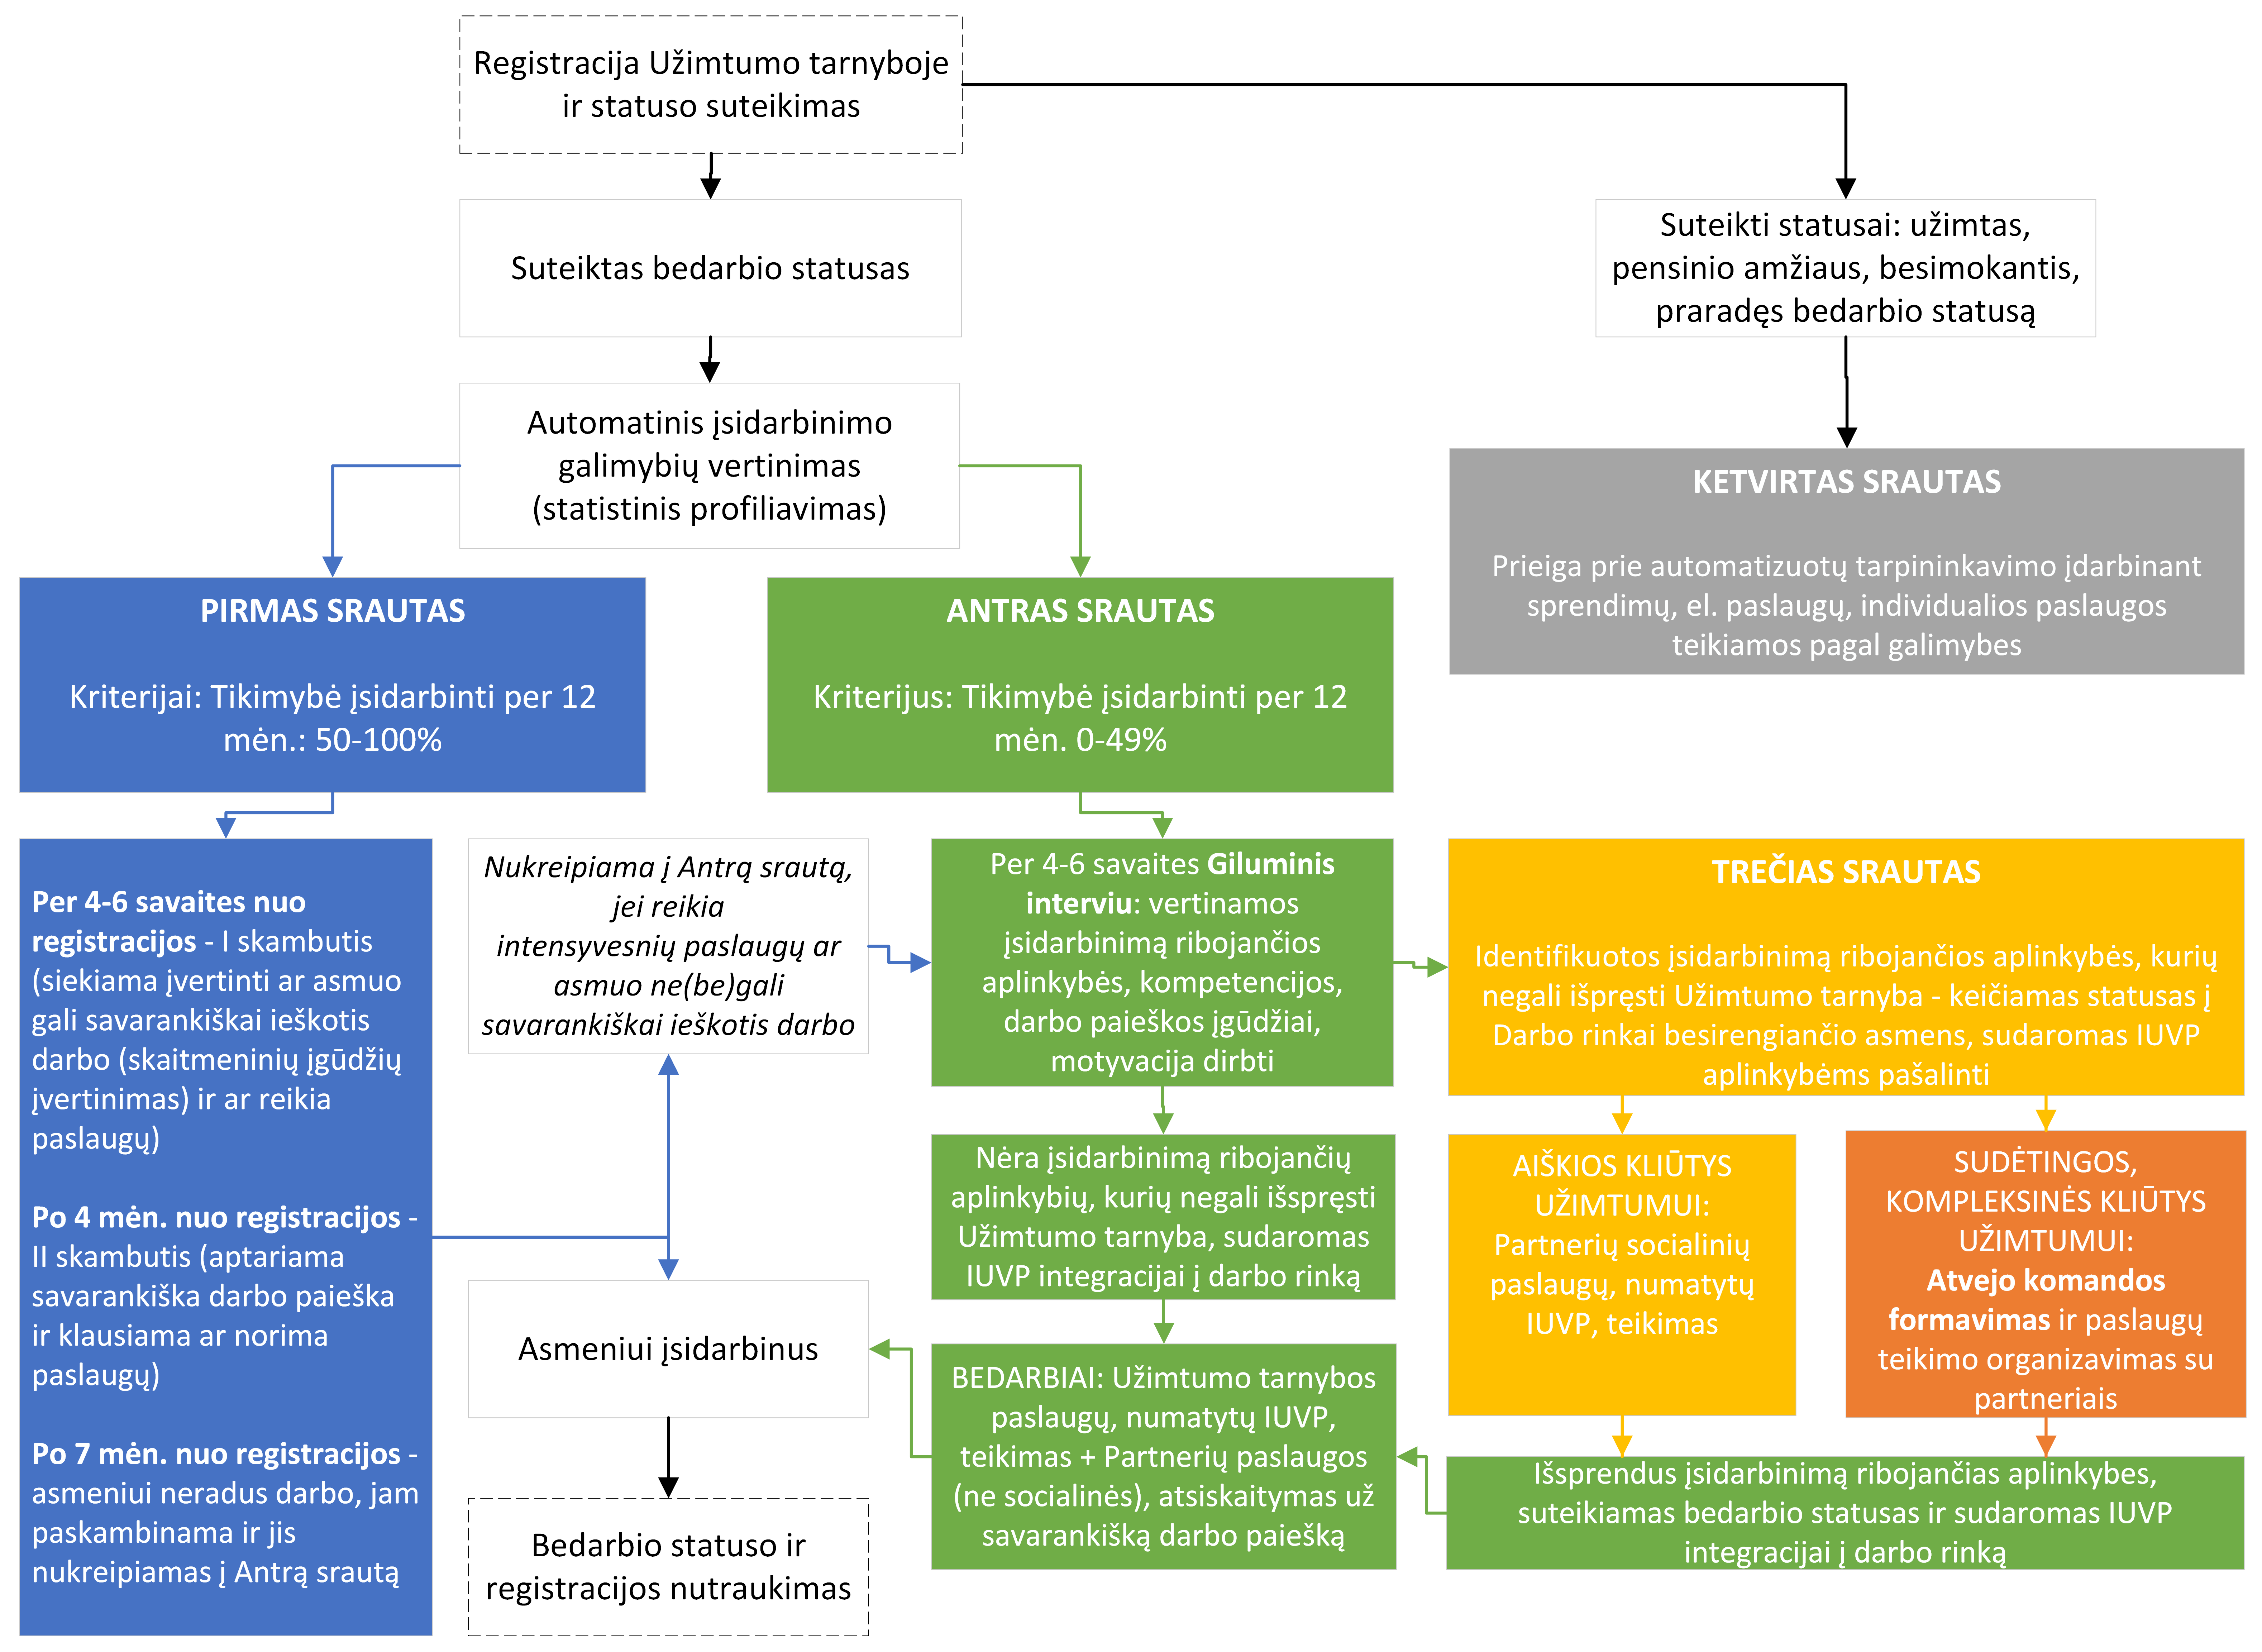 Registracija Užimtumo tarnyboje
ir statuso suteikimas
Suteiktas bedarbio statusas
Suteikti statusai: užimtas,
pensinio amžiaus, besimokantis,
praradęs bedarbio statusą
Automatinis įsidarbinimo
galimybių vertinimas
(statistinis profiliavimas)
KETVIRTAS SRAUTAS
Prieiga prie automatizuotų tarpininkavimo įdarbinant
sprendimų, el. paslaugų, individualios paslaugos
teikiamos pagal galimybes
PIRMAS SRAUTAS
Kriterijai: Tikimybė įsidarbinti per 12
mėn.: 50-100%
ANTRAS SRAUTAS
Kriterijus: Tikimybė įsidarbinti per 12
mėn. 0-49%
Per 4-6 savaites nuo
registracijos - I skambutis
(siekiama įvertinti ar asmuo
gali savarankiškai ieškotis
darbo (skaitmeninių įgūdžių
įvertinimas) ir ar reikia
paslaugų)
Po 4 mėn. nuo registracijos -
II skambutis (aptariama
savarankiška darbo paieška
ir klausiama ar norima
paslaugų)
Po 7 mėn. nuo registracijos -
asmeniui neradus darbo, jam
paskambinama ir jis
nukreipiamas į Antrą srautą
Nukreipiama į Antrą srautą,
jei reikia
intensyvesnių paslaugų ar
asmuo ne(be)gali
savarankiškai ieškotis darbo
Asmeniui įsidarbinus
Bedarbio statuso ir
registracijos nutraukimas
Per 4-6 savaites Giluminis
interviu: vertinamos
įsidarbinimą ribojančios
aplinkybės, kompetencijos,
darbo paieškos įgūdžiai,
motyvacija dirbti
Nėra įsidarbinimą ribojančių
aplinkybių, kurių negali išspręsti
Užimtumo tarnyba, sudaromas
IUVP integracijai į darbo rinką
BEDARBIAI: Užimtumo tarnybos
paslaugų, numatytų IUVP,
teikimas + Partnerių paslaugos
(ne socialinės), atsiskaitymas už
savarankišką darbo paiešką
TREČIAS SRAUTAS
Identifikuotos įsidarbinimą ribojančios aplinkybės, kurių
negali išpręsti Užimtumo tarnyba - keičiamas statusas į
Darbo rinkai besirengiančio asmens, sudaromas IUVP
aplinkybėms pašalinti
AIŠKIOS KLIŪTYS
UŽIMTUMUI:
Partnerių socialinių
paslaugų, numatytų
IUVP, teikimas
SUDĖTINGOS,
KOMPLEKSINĖS KLIŪTYS
UŽIMTUMUI:
Atvejo komandos
formavimas ir paslaugų
teikimo organizavimas su
partneriais
Išsprendus įsidarbinimą ribojančias aplinkybes,
suteikiamas bedarbio statusas ir sudaromas IUVP
integracijai į darbo rinką